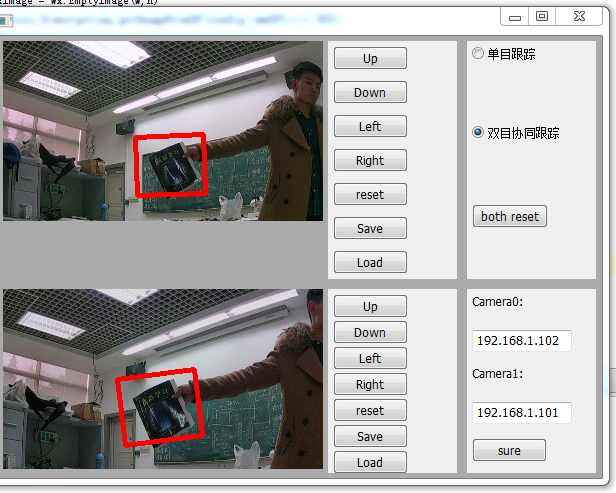 xImage = wx.EmptyImage(w,h)
Up
Down
Left
Right
reset
Save
Load
单目跟踪
双目协同跟踪
both reset
Up
Down
Left
Right
reset
Save
Load
Camera0:
192.168.1.102
Camera1:
192.168.1.101
sure